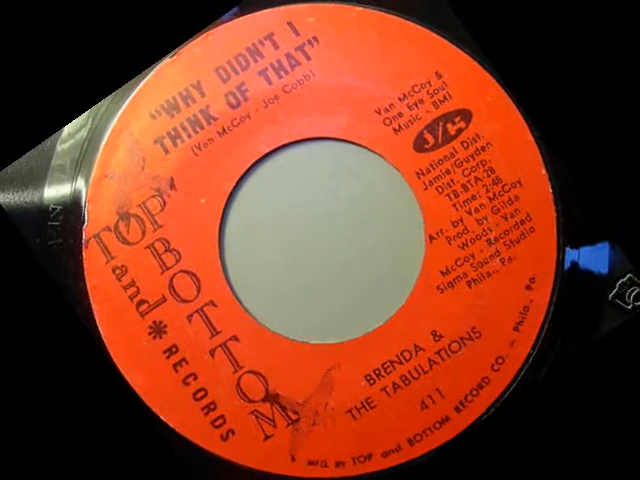 "WHY DIDN'T I
THINK OF THAT"
(Van McCoy - Joe Cobb)
Van McCoy &
One Eye Soul
Music - BMI
J/G
National Dist.
Jamie/Guyden
Dist. Corp.
TB-BTA-28
Time: 2:48
Arr. by Van McCoy
Prod. by Gilda
Woods - Van
McCoy - Recorded
Sigma Sound Studio
Phila., Pa.
TOP
and
BOTTOM
* RECORDS
BRENDA &
THE TABULATIONS
411
MFG. BY TOP and BOTTOM RECORD CO. - Phila., Pa.